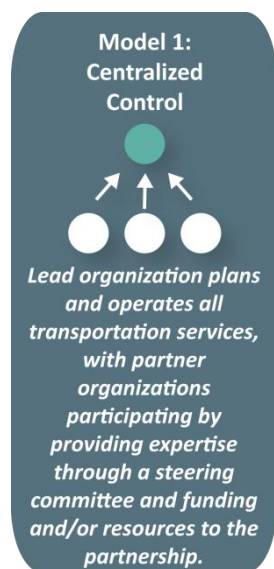 Model 1:
Centralized
Control
Lead organization plans
and operates all
transportation services,
with partner
organizations
participating by
providing expertise
through a steering
committee and funding
and/or resources to the
partnership.